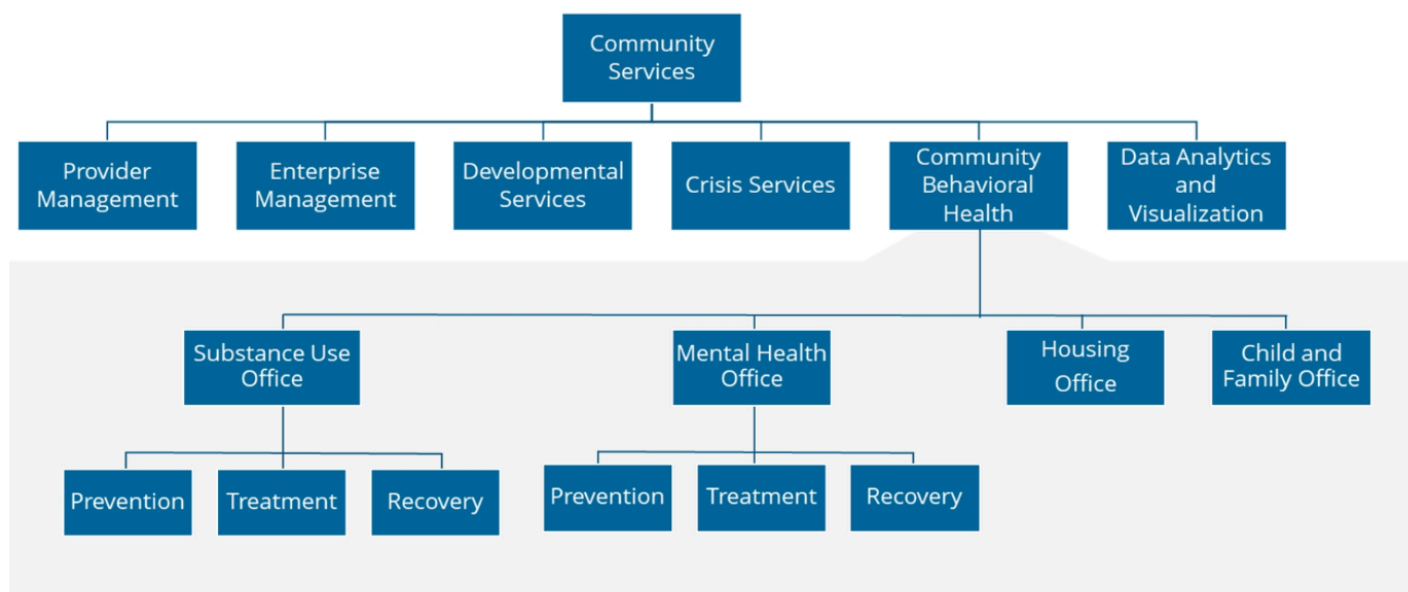 Community
Services
Provider
Management
Enterprise
Management
Developmental
Services
Crisis Services
Community
Behavioral
Health
Data Analytics
and
Visualization
Substance Use
Office
Mental Health
Office
Housing
Office
Child and
Family Office
Prevention
Treatment
Recovery
Prevention
Treatment
Recovery